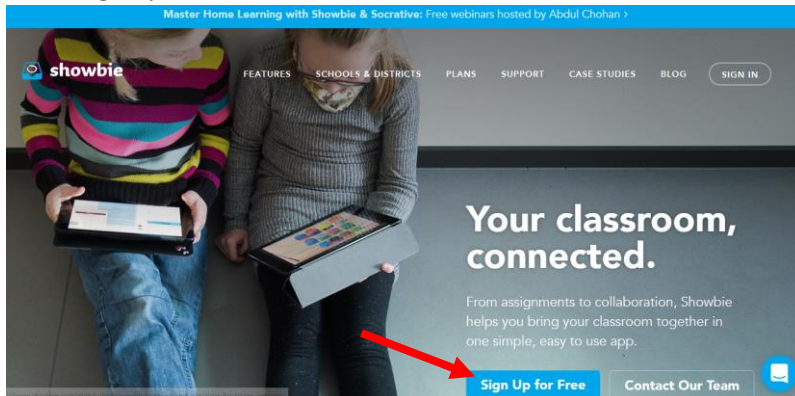 Master Home Learning with Showbie & Socrative: Free webinars hosted by Abdul Chohan >
showbie
FEATURES SCHOOLS & DISTRICTS PLANS SUPPORT CASE STUDIES BLOG SIGN IN
Your classroom,
connected.
From assignments to collaboration, Showbie
helps you bring your classroom together in
one simple, easy to use app.
Sign Up for Free Contact Our Team